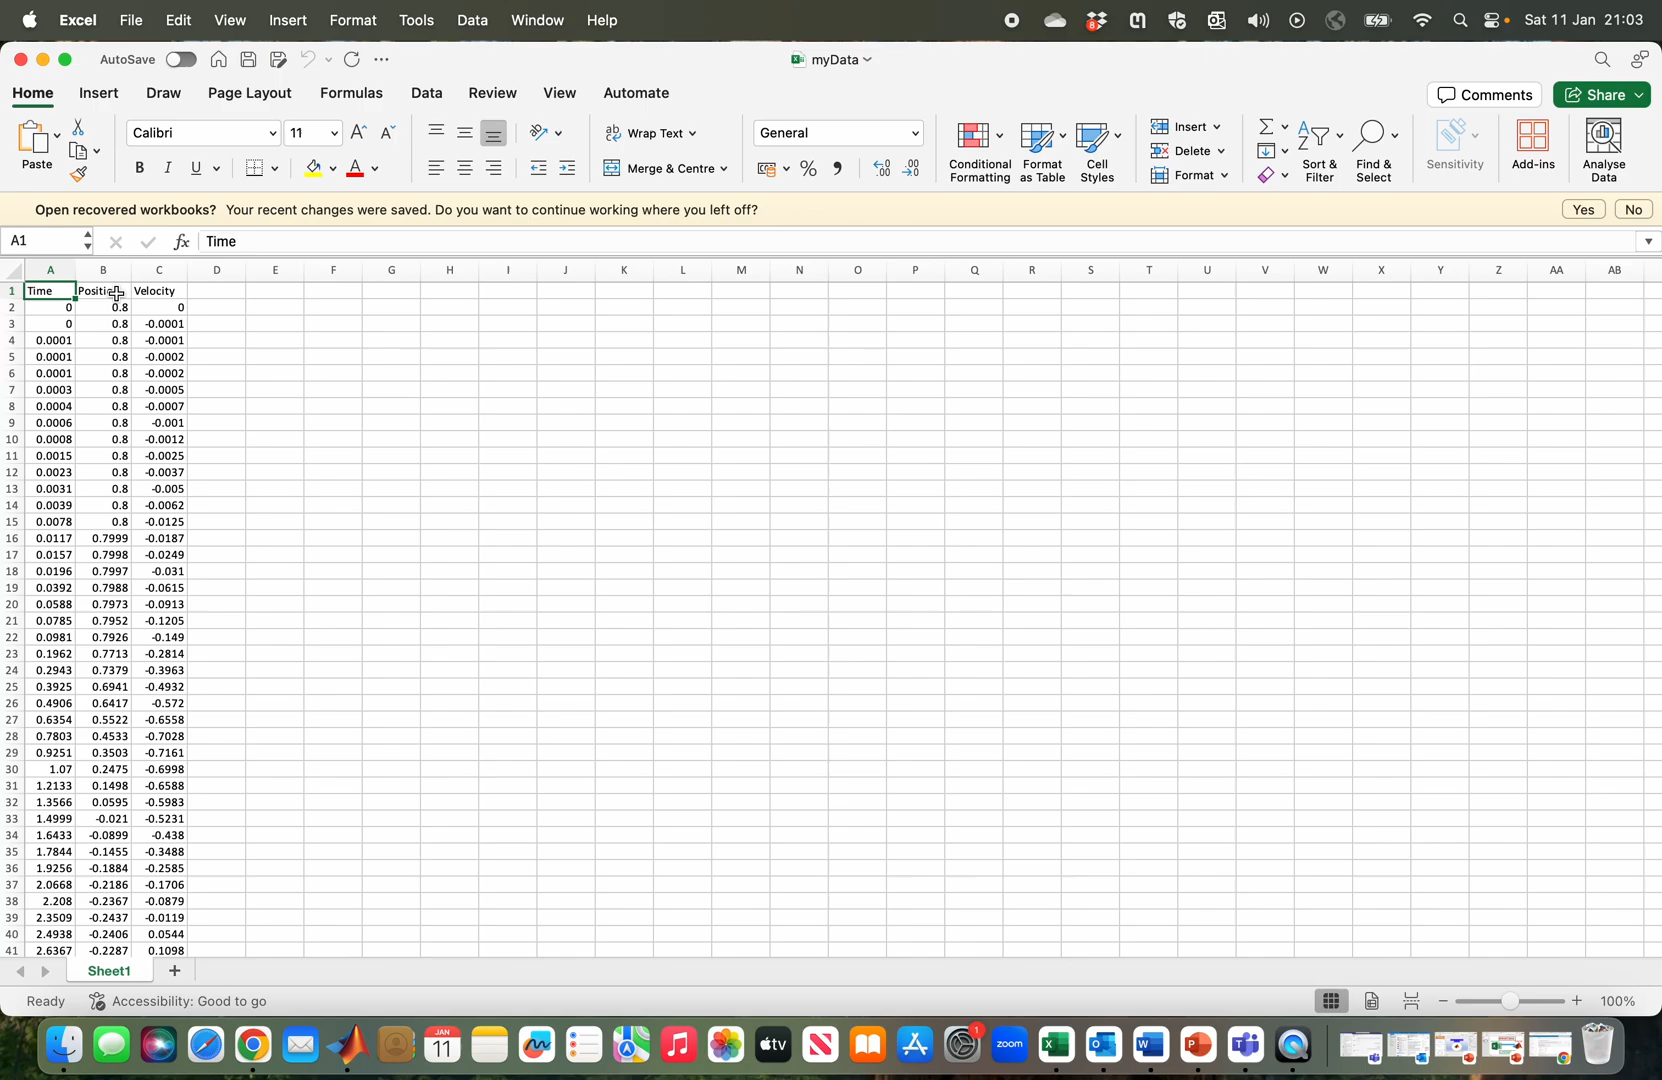 Excel File Edit View Insert Format Tools Data Window Help 8 Sat 11 Jan 21:03
AutoSave myData
Home Insert Draw Page Layout Formulas Data Review View Automate Comments Share
Paste Calibri 11 A A ab Wrap Text General Insert
B I U A Merge & Centre % Conditional Formatting Format as Table Cell Styles Delete Format Sort & Filter Find & Select Sensitivity Add-ins Analyse Data
Open recovered workbooks? Your recent changes were saved. Do you want to continue working where you left off? Yes No
A1 fx Time
A B C D E F G H I J K L M N O P Q R S T U V W X Y Z AA AB
1 Time Velocity
2 0 0.8 0
3 0 0.8 -0.0001
4 0.0001 0.8 -0.0001
5 0.0001 0.8 -0.0002
6 0.0001 0.8 -0.0002
7 0.0003 0.8 -0.0005
8 0.0004 0.8 -0.0007
9 0.0006 0.8 -0.001
10 0.0008 0.8 -0.0012
11 0.0015 0.8 -0.0025
12 0.0023 0.8 -0.0037
13 0.0031 0.8 -0.005
14 0.0039 0.8 -0.0062
15 0.0078 0.8 -0.0125
16 0.0117 0.7999 -0.0187
17 0.0157 0.7998 -0.0249
18 0.0196 0.7997 -0.031
19 0.0392 0.7988 -0.0615
20 0.0588 0.7973 -0.0913
21 0.0785 0.7952 -0.1205
22 0.0981 0.7926 -0.149
23 0.1962 0.7713 -0.2814
24 0.2943 0.7379 -0.3963
25 0.3925 0.6941 -0.4932
26 0.4906 0.6417 -0.572
27 0.6354 0.5522 -0.6558
28 0.7803 0.4533 -0.7028
29 0.9251 0.3503 -0.7161
30 1.07 0.2475 -0.6998
31 1.2133 0.1498 -0.6588
32 1.3566 0.0595 -0.5983
33 1.4999 -0.021 -0.5231
34 1.6433 -0.0899 -0.438
35 1.7844 -0.1455 -0.3488
36 1.9256 -0.1884 -0.2585
37 2.0668 -0.2186 -0.1706
38 2.208 -0.2367 -0.0879
39 2.3509 -0.2437 -0.0119
40 2.4938 -0.2406 0.0544
41 2.6367 -0.2287 0.1098
Sheet1 +
Ready Accessibility: Good to go 100%
JAN 11 tv 1 zoom